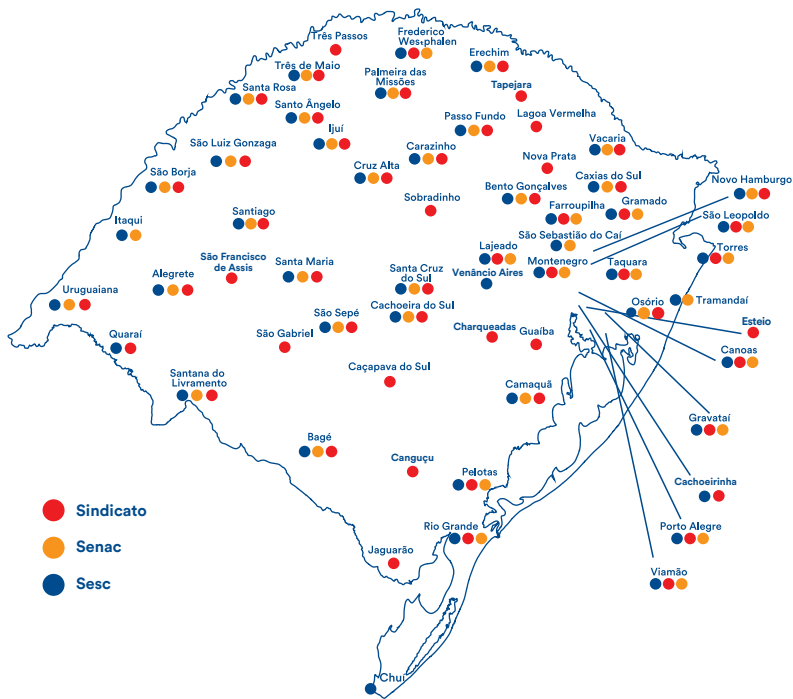 Três Passos
Frederico
Westphalen
Três de Maio
Erechim
Palmeira das
Missões
Santa Rosa
Tapejara
Santo Ângelo
Lagoa Vermelha
Passo Fundo
Ijuí
Vacaria
São Luiz Gonzaga
Carazinho
Nova Prata
São Borja
Cruz Alta
Caxias do Sul
Novo Hamburgo
Bento Gonçalves
Sobradinho
Farroupilha
Gramado
Itaqui
Santiago
São Leopoldo
São Sebastião do Caí
Lajeado
Torres
São Francisco
de Assis
Santa Maria
Montenegro
Taquara
Alegrete
Santa Cruz
do Sul
Venâncio Aires
Uruguaiana
Osório
Tramandaí
São Sepé
Cachoeira do Sul
Esteio
Quaraí
São Gabriel
Charqueadas
Guaíba
Canoas
Santana do
Livramento
Caçapava do Sul
Camaquã
Gravataí
Bagé
Canguçu
Pelotas
Cachoeirinha
Sindicato
Rio Grande
Porto Alegre
Senac
Jaguarão
Viamão
Sesc
Chuí